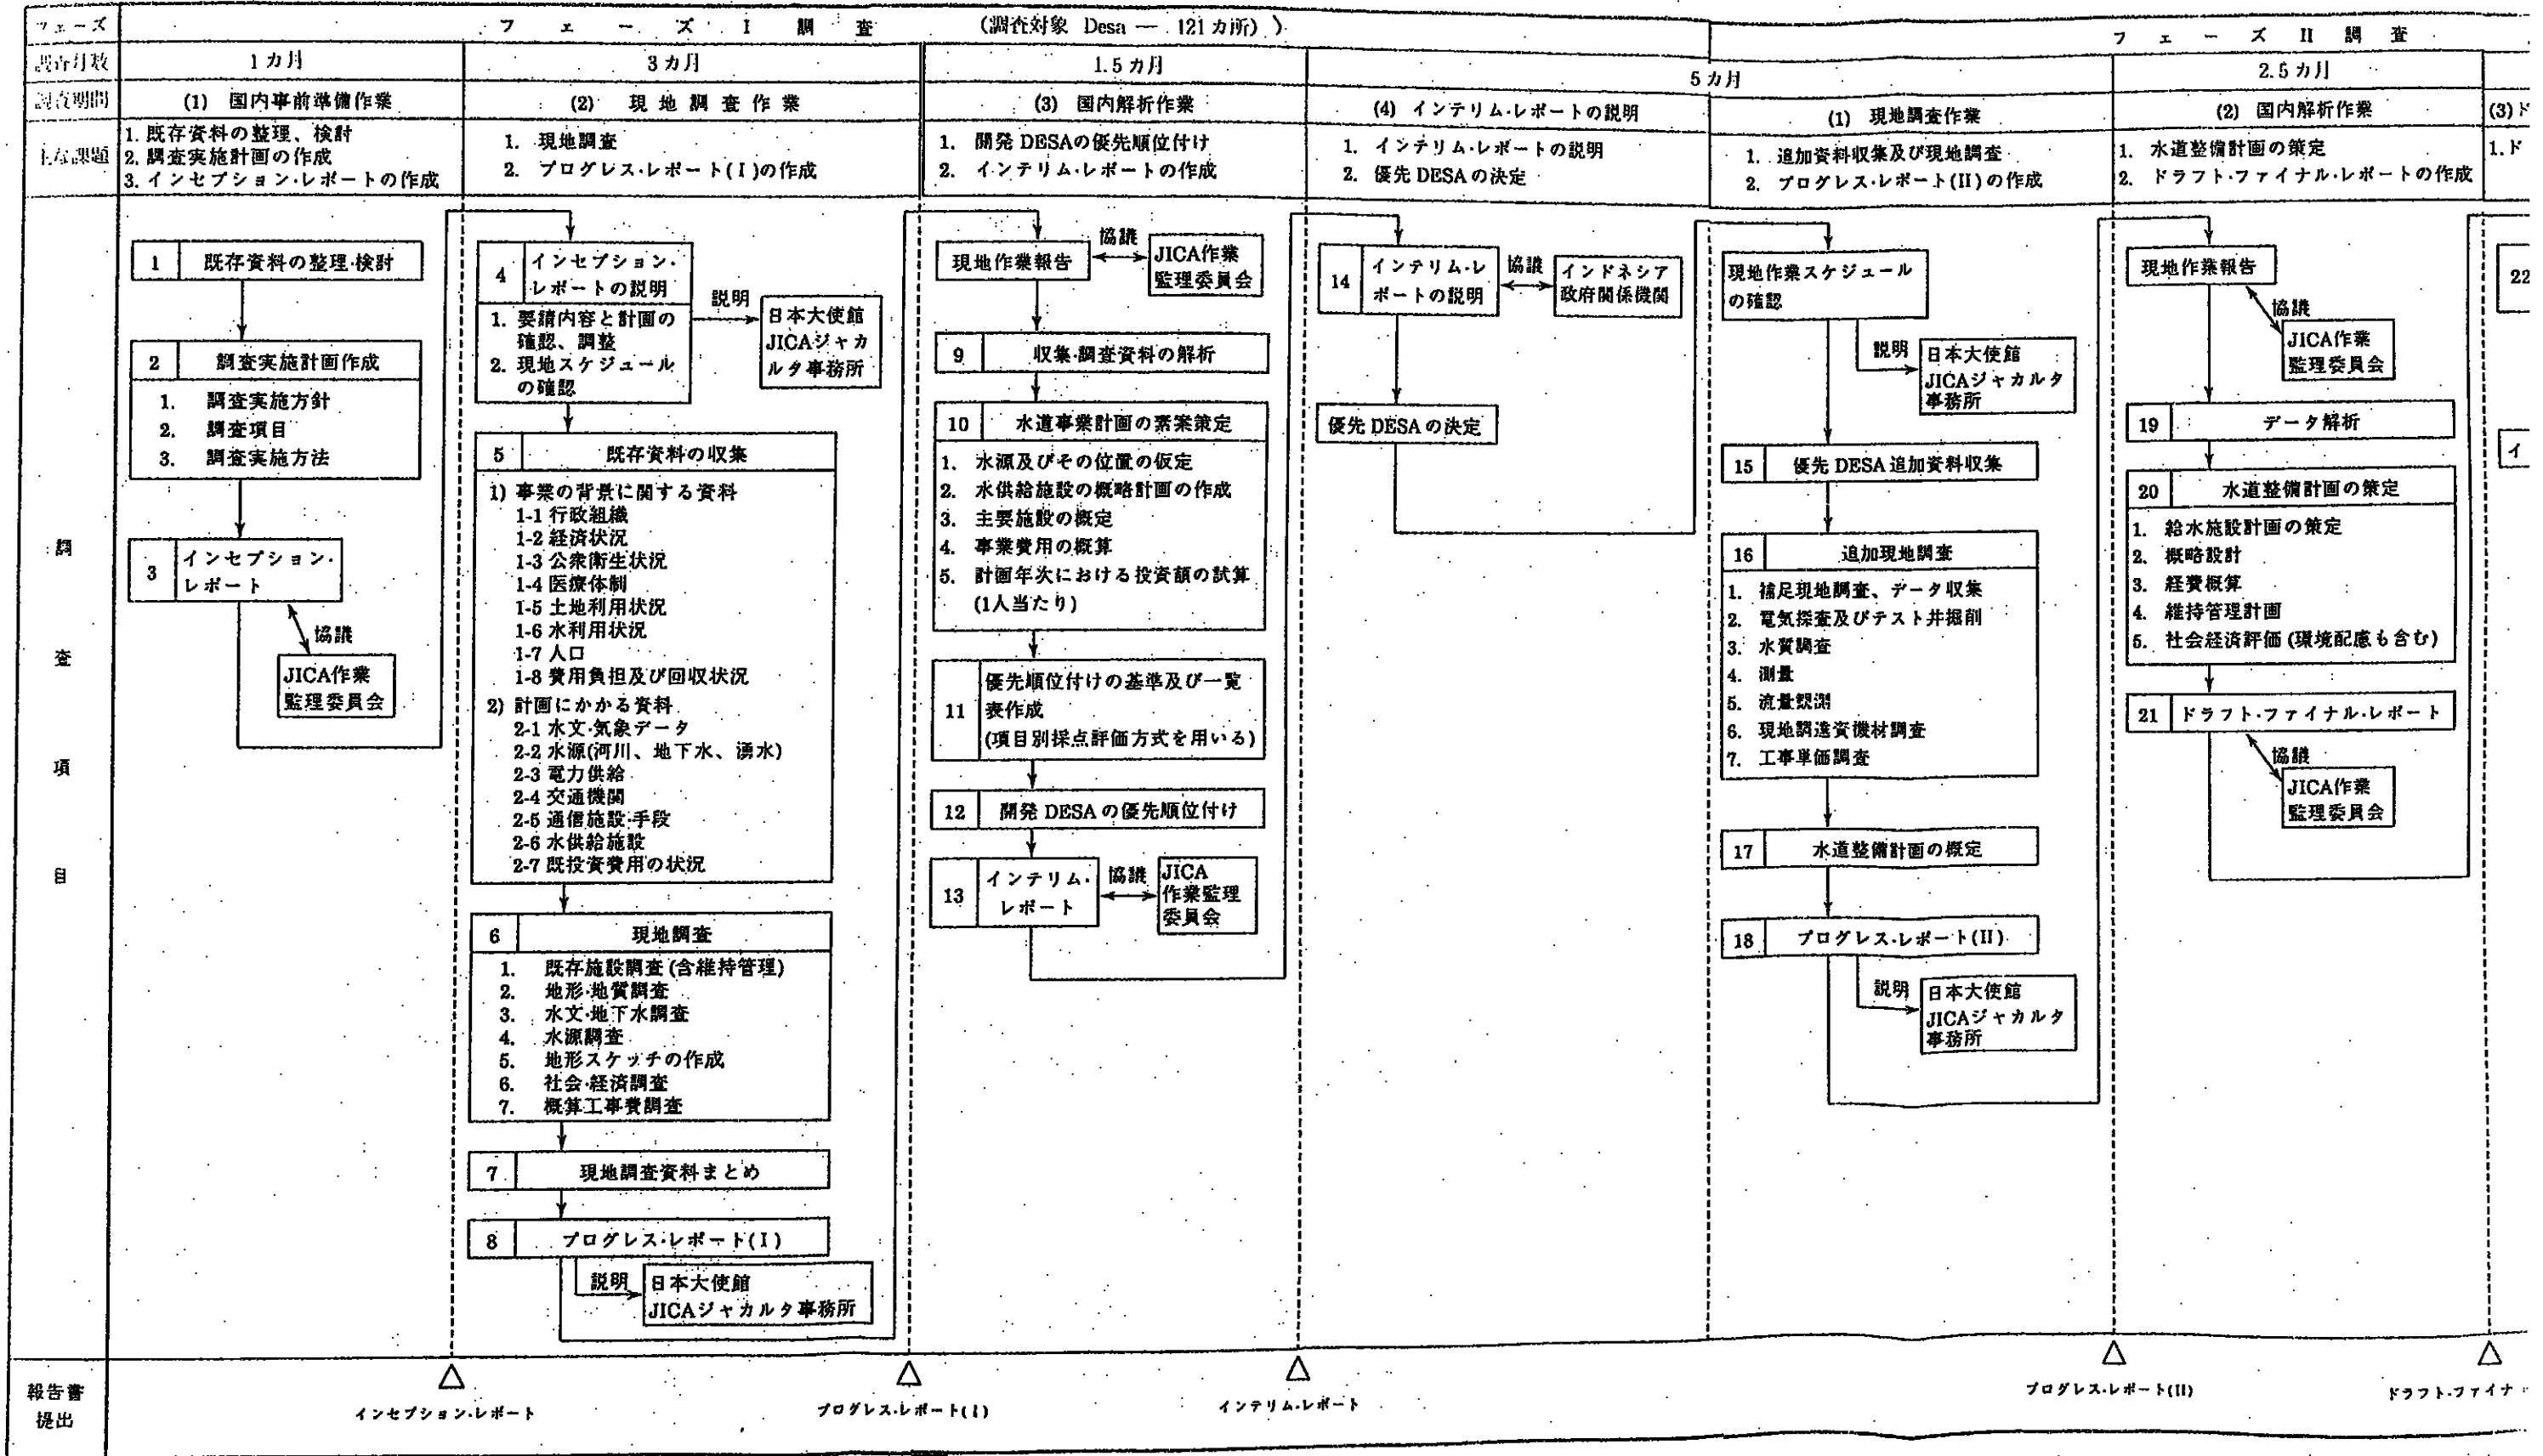 フェーズ
フェーズ I 調査 (調査対象 Desa — 121カ所)
フェーズ II 調査
調査月数
1カ月
3カ月
1.5カ月
5カ月
2.5カ月
調査期間
(1) 国内事前準備作業
(2) 現地調査作業
(3) 国内解析作業
(4) インテリム・レポートの説明
(1) 現地調査作業
(2) 国内解析作業
(3) ド
主な課題
1. 既存資料の整理、検討
2. 調査実施計画の作成
3. インセプション・レポートの作成
1. 現地調査
2. プログレス・レポート(I)の作成
1. 開発 DESAの優先順位付け
2. インテリム・レポートの作成
1. インテリム・レポートの説明
2. 優先 DESAの決定
1. 追加資料収集及び現地調査
2. プログレス・レポート(II)の作成
1. 水道整備計画の策定
2. ドラフト・ファイナル・レポートの作成
1. ド
調査項目
1 既存資料の整理・検討
2 調査実施計画作成
1. 調査実施方針
2. 調査項目
3. 調査実施方法
3 インセプション・
レポート
協議
JICA作業
監理委員会
4 インセプション・
レポートの説明
1. 要請内容と計画の
確認、調整
2. 現地スケジュール
の確認
説明
日本大使館
JICAジャカ
ルタ事務所
5 既存資料の収集
1) 事業の背景に関する資料
1-1 行政組織
1-2 経済状況
1-3 公衆衛生状況
1-4 医療体制
1-5 土地利用状況
1-6 水利用状況
1-7 人口
1-8 費用負担及び回収状況
2) 計画にかかる資料
2-1 水文・気象データ
2-2 水源(河川、地下水、湧水)
2-3 電力供給
2-4 交通機関
2-5 通信施設・手段
2-6 水供給施設
2-7 既投資費用の状況
6 現地調査
1. 既存施設調査(含維持管理)
2. 地形・地質調査
3. 水文・地下水調査
4. 水源調査
5. 地形スケッチの作成
6. 社会・経済調査
7. 概算工事費調査
7 現地調査資料まとめ
8 プログレス・レポート(I)
説明
日本大使館
JICAジャカルタ事務所
現地作業報告
協議
JICA作業
監理委員会
9 収集・調査資料の解析
10 水道事業計画の素案策定
1. 水源及びその位置の仮定
2. 水供給施設の概略計画の作成
3. 主要施設の概定
4. 事業費用の概算
5. 計画年次における投資額の試算
(1人当たり)
11 優先順位付けの基準及び一覧
表作成
(項目別採点評価方式を用いる)
12 開発 DESAの優先順位付け
13 インテリム・
レポート
協議
JICA
作業監理
委員会
14 インテリム・レ
ポートの説明
協議
インドネシア
政府関係機関
優先 DESAの決定
現地作業スケジュール
の確認
説明
日本大使館
JICAジャカルタ
事務所
15 優先 DESA追加資料収集
16 追加現地調査
1. 補足現地調査、データ収集
2. 電気探査及びテスト井掘削
3. 水質調査
4. 測量
5. 流量観測
6. 現地調達資機材調査
7. 工事単価調査
17 水道整備計画の概定
18 プログレス・レポート(II)
説明
日本大使館
JICAジャカルタ
事務所
現地作業報告
協議
JICA作業
監理委員会
19 データ解析
20 水道整備計画の策定
1. 給水施設計画の策定
2. 概略設計
3. 経費概算
4. 維持管理計画
5. 社会経済評価(環境配慮も含む)
21 ドラフト・ファイナル・レポート
協議
JICA作業
監理委員会
22
イ
報告書
提出
インセプション・レポート
プログレス・レポート(I)
インテリム・レポート
プログレス・レポート(II)
ドラフト・ファイナ